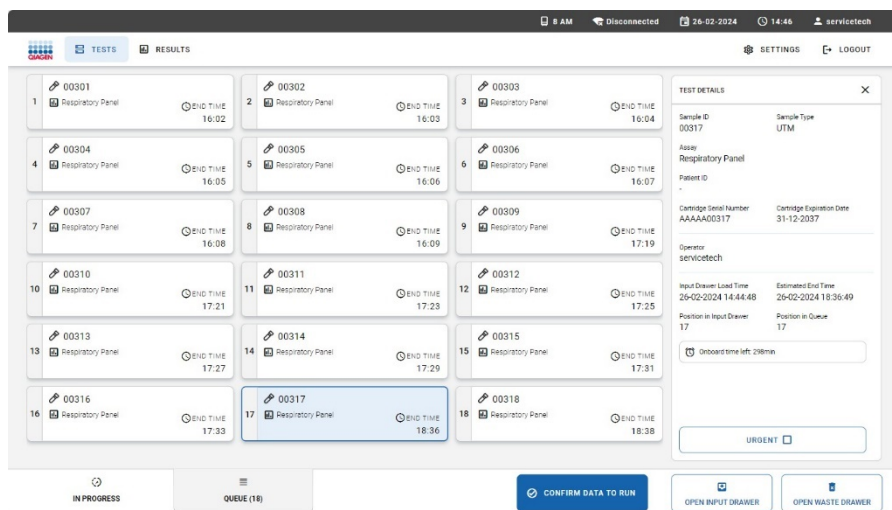 8 AM Disconnected 26-02-2024 14:46 servicetech
QIAGEN TESTS RESULTS SETTINGS LOGOUT
1 00301 Respiratory Panel END TIME 16:02
2 00302 Respiratory Panel END TIME 16:03
3 00303 Respiratory Panel END TIME 16:04
4 00304 Respiratory Panel END TIME 16:05
5 00305 Respiratory Panel END TIME 16:06
6 00306 Respiratory Panel END TIME 16:07
7 00307 Respiratory Panel END TIME 16:08
8 00308 Respiratory Panel END TIME 16:09
9 00309 Respiratory Panel END TIME 17:19
10 00310 Respiratory Panel END TIME 17:21
11 00311 Respiratory Panel END TIME 17:23
12 00312 Respiratory Panel END TIME 17:25
13 00313 Respiratory Panel END TIME 17:27
14 00314 Respiratory Panel END TIME 17:29
15 00315 Respiratory Panel END TIME 17:31
16 00316 Respiratory Panel END TIME 17:33
17 00317 Respiratory Panel END TIME 18:36
18 00318 Respiratory Panel END TIME 18:38
TEST DETAILS
Sample ID Sample Type
00317 UTM
Assay
Respiratory Panel
Patient ID
-
Cartridge Serial Number Cartridge Expiration Date
AAAAA00317 31-12-2037
Operator
servicetech
Input Drawer Load Time Estimated End Time
26-02-2024 14:44:48 26-02-2024 18:36:49
Position in Input Drawer Position in Queue
17 17
Onboard time left: 298min
URGENT
IN PROGRESS QUEUE (18) CONFIRM DATA TO RUN OPEN INPUT DRAWER OPEN WASTE DRAWER